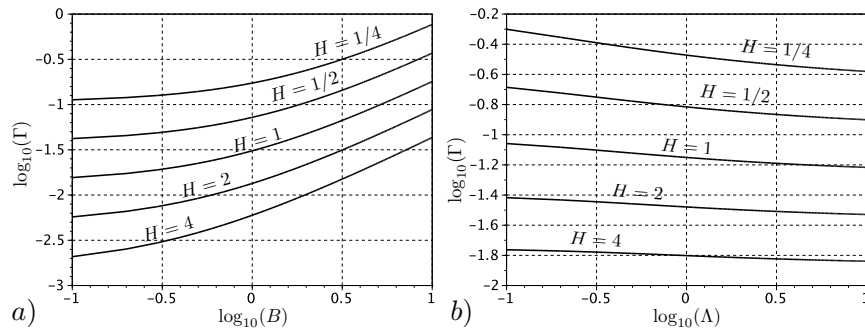 0
-0.5
-1
-1.5
-2
-2.5
-3
-1
-0.5
0
0.5
1
log₁₀(Γ)
log₁₀(B)
H = 1/4
H = 1/2
H = 1
H = 2
H = 4
a)
-0.2
-0.4
-0.6
-0.8
-1
-1.2
-1.4
-1.6
-1.8
-2
-1
-0.5
0
0.5
1
log₁₀(Γ)
log₁₀(Λ)
H = 1/4
H = 1/2
H = 1
H = 2
H = 4
b)